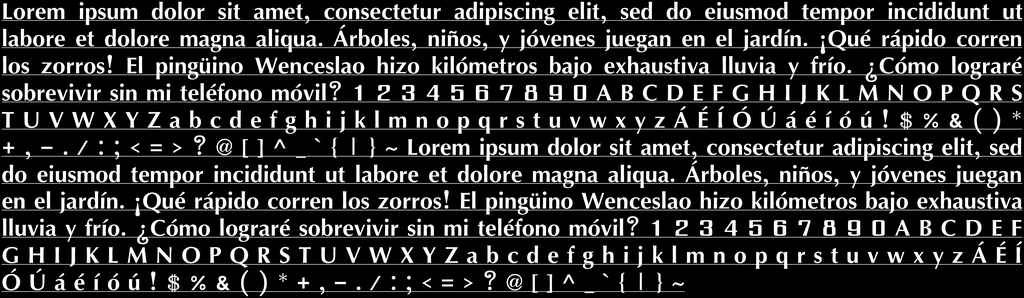 Lorem ipsum dolor sit amet, consectetur adipiscing elit, sed do eiusmod tempor incididunt ut
labore et dolore magna aliqua. Árboles, niños, y jóvenes juegan en el jardín. ¡Qué rápido corren
los zorros! El pingüino Wenceslao hizo kilómetros bajo exhaustiva lluvia y frío. ¿Cómo lograré
sobrevivir sin mi teléfono móvil? 1 2 3 4 5 6 7 8 9 0 A B C D E F G H I J K L M N O P Q R S
T U V W X Y Z a b c d e f g h i j k l m n o p q r s t u v w x y z Á É Í Ó Ú á é í ó ú ! $ % & ( ) *
+ , – . / : ; < = > ? @ [ ] ^ _ ` { | } ~ Lorem ipsum dolor sit amet, consectetur adipiscing elit, sed
do eiusmod tempor incididunt ut labore et dolore magna aliqua. Árboles, niños, y jóvenes juegan
en el jardín. ¡Qué rápido corren los zorros! El pingüino Wenceslao hizo kilómetros bajo exhaustiva
lluvia y frío. ¿Cómo lograré sobrevivir sin mi teléfono móvil? 1 2 3 4 5 6 7 8 9 0 A B C D E F
G H I J K L M N O P Q R S T U V W X Y Z a b c d e f g h i j k l m n o p q r s t u v w x y z Á É Í
Ó Ú á é í ó ú ! $ % & ( ) * + , – . / : ; < = > ? @ [ ] ^ _ ` { | } ~